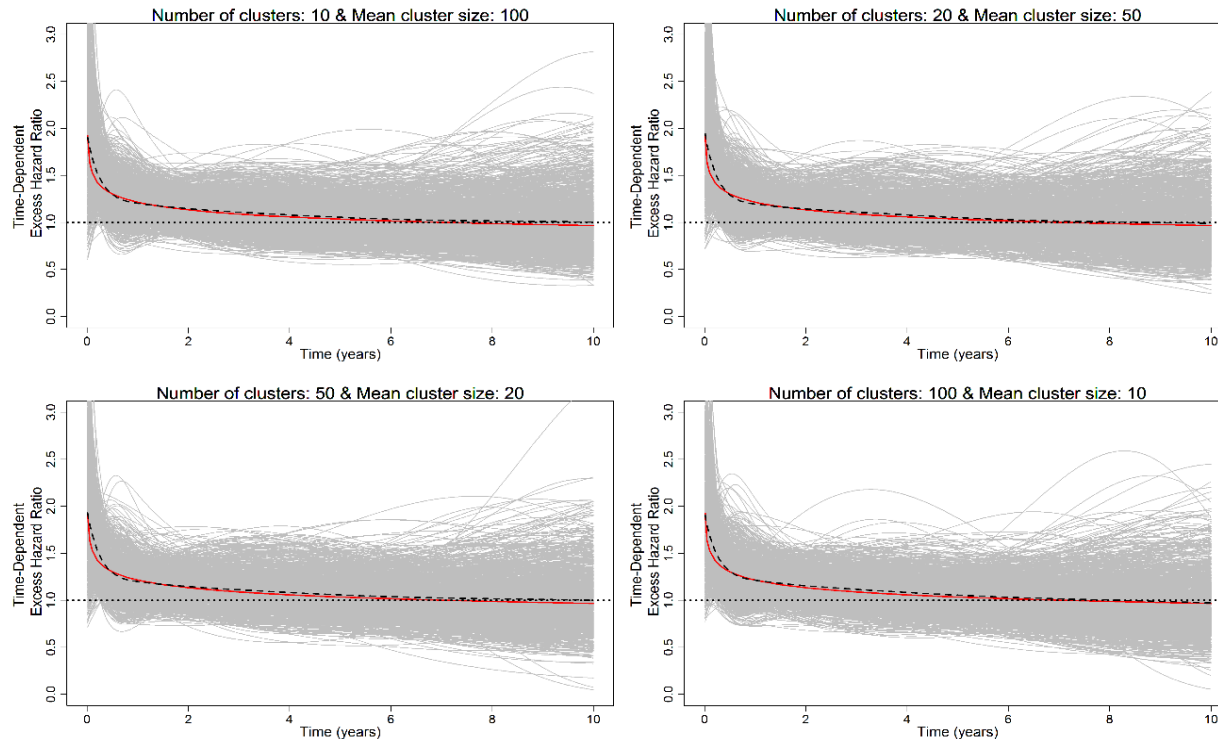 Number of clusters: 10 & Mean cluster size: 100
Time-Dependent
Excess Hazard Ratio
3.0
2.5
2.0
1.5
1.0
0.5
0.0
0 2 4 6 8 10
Time (years)
Number of clusters: 20 & Mean cluster size: 50
Time-Dependent
Excess Hazard Ratio
3.0
2.5
2.0
1.5
1.0
0.5
0.0
0 2 4 6 8 10
Time (years)
Number of clusters: 50 & Mean cluster size: 20
Time-Dependent
Excess Hazard Ratio
3.0
2.5
2.0
1.5
1.0
0.5
0.0
0 2 4 6 8 10
Time (years)
Number of clusters: 100 & Mean cluster size: 10
Time-Dependent
Excess Hazard Ratio
3.0
2.5
2.0
1.5
1.0
0.5
0.0
0 2 4 6 8 10
Time (years)